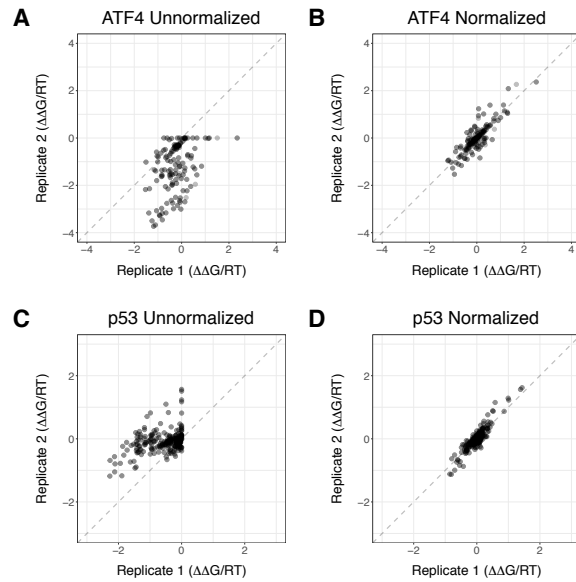 A
ATF4 Unnormalized
4
2
0
−2
−4
−4
−2
0
2
4
Replicate 2 (ΔΔG/RT)
Replicate 1 (ΔΔG/RT)
B
ATF4 Normalized
4
2
0
−2
−4
−4
−2
0
2
4
Replicate 2 (ΔΔG/RT)
Replicate 1 (ΔΔG/RT)
C
p53 Unnormalized
2
0
−2
−2
0
2
Replicate 2 (ΔΔG/RT)
Replicate 1 (ΔΔG/RT)
D
p53 Normalized
2
0
−2
−2
0
2
Replicate 2 (ΔΔG/RT)
Replicate 1 (ΔΔG/RT)